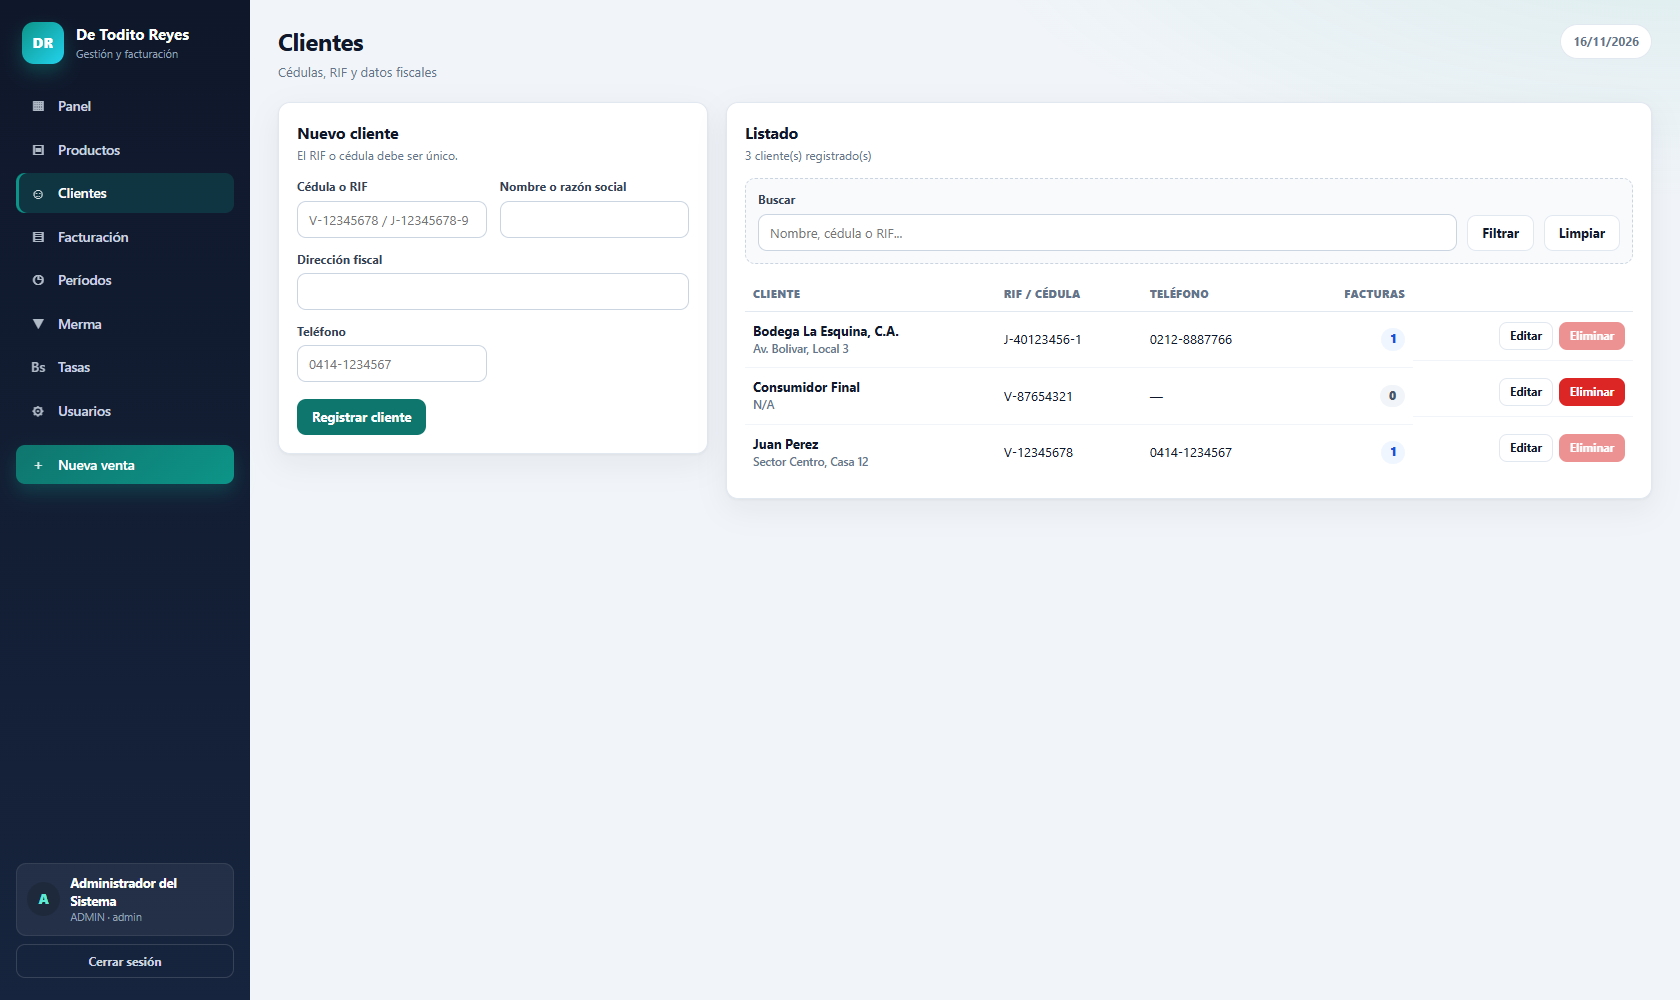 DR
De Todito Reyes
Gestión y facturación
Panel
Productos
Clientes
Facturación
Períodos
Merma
Bs Tasas
Usuarios
+ Nueva venta
A
Administrador del
Sistema
ADMIN · admin
Cerrar sesión
Clientes
Cédulas, RIF y datos fiscales
16/11/2026
Nuevo cliente
El RIF o cédula debe ser único.
Cédula o RIF
Nombre o razón social
V-12345678 / J-12345678-9
Dirección fiscal
Teléfono
0414-1234567
Registrar cliente
Listado
3 cliente(s) registrado(s)
Buscar
Nombre, cédula o RIF...
Filtrar
Limpiar
CLIENTE RIF / CÉDULA TELÉFONO FACTURAS
Bodega La Esquina, C.A.
Av. Bolivar, Local 3
J-40123456-1 0212-8887766 1 Editar Eliminar
Consumidor Final
N/A
V-87654321 — 0 Editar Eliminar
Juan Perez
Sector Centro, Casa 12
V-12345678 0414-1234567 1 Editar Eliminar